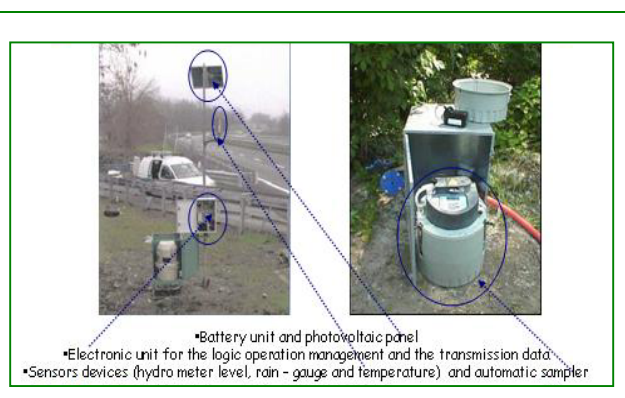 ▪Battery unit and photovoltaic panel
▪Electronic unit for the logic operation management and the transmission data
▪Sensors devices (hydro meter level, rain – gauge and temperature) and automatic sampler